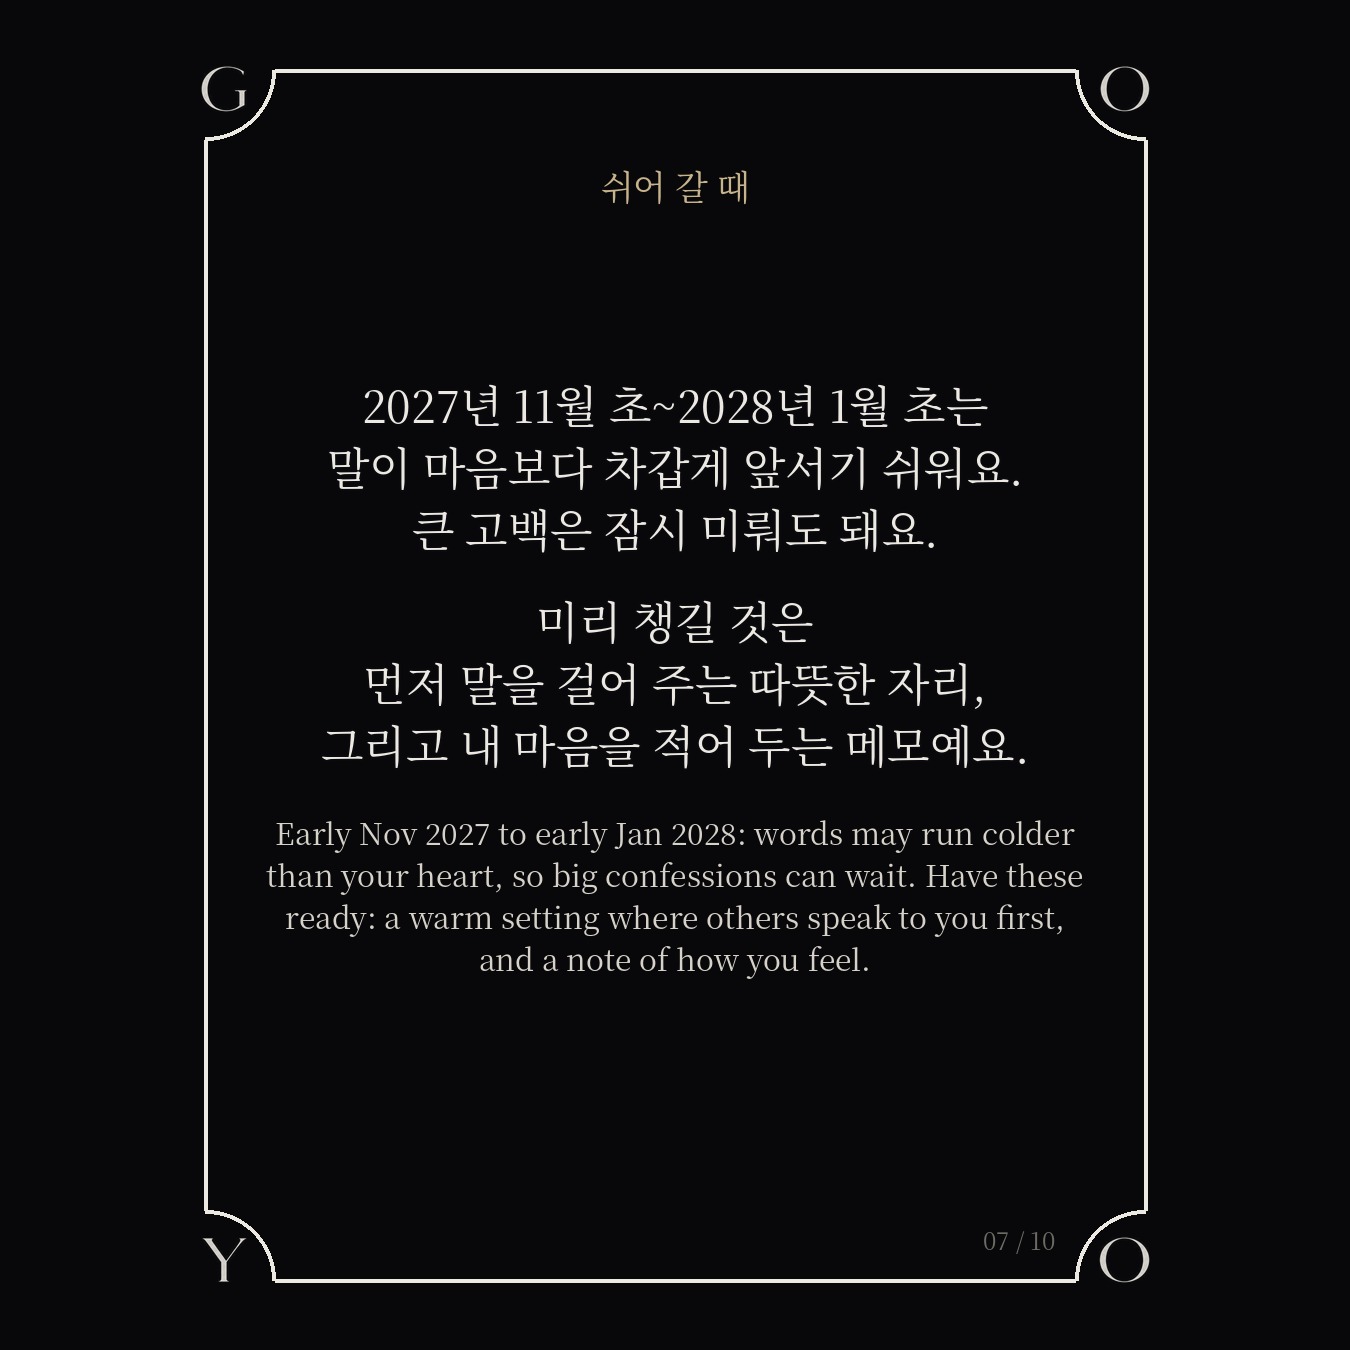 G O
쉬어 갈 때
2027년 11월 초~2028년 1월 초는
말이 마음보다 차갑게 앞서기 쉬워요.
큰 고백은 잠시 미뤄도 돼요.
미리 챙길 것은
먼저 말을 걸어 주는 따뜻한 자리,
그리고 내 마음을 적어 두는 메모예요.
Early Nov 2027 to early Jan 2028: words may run colder
than your heart, so big confessions can wait. Have these
ready: a warm setting where others speak to you first,
and a note of how you feel.
07 / 10
Y O